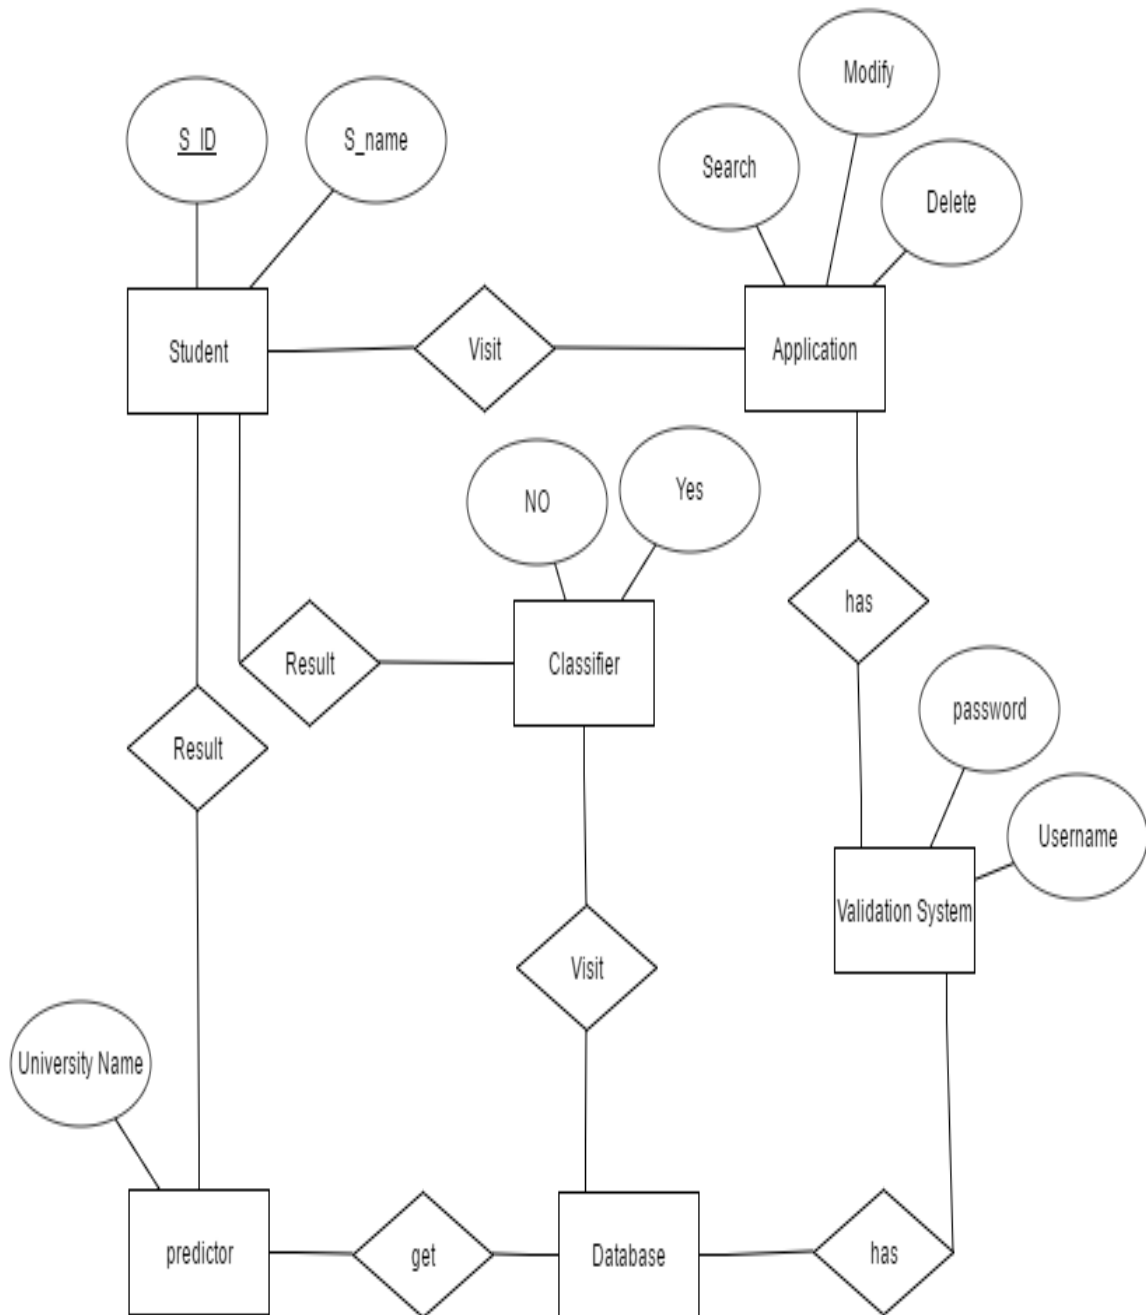 Modify
S_ID
S_name
Search
Delete
Student
Visit
Application
NO
Yes
has
Result
Classifier
password
Result
Username
Validation System
Visit
University Name
predictor
get
Database
has